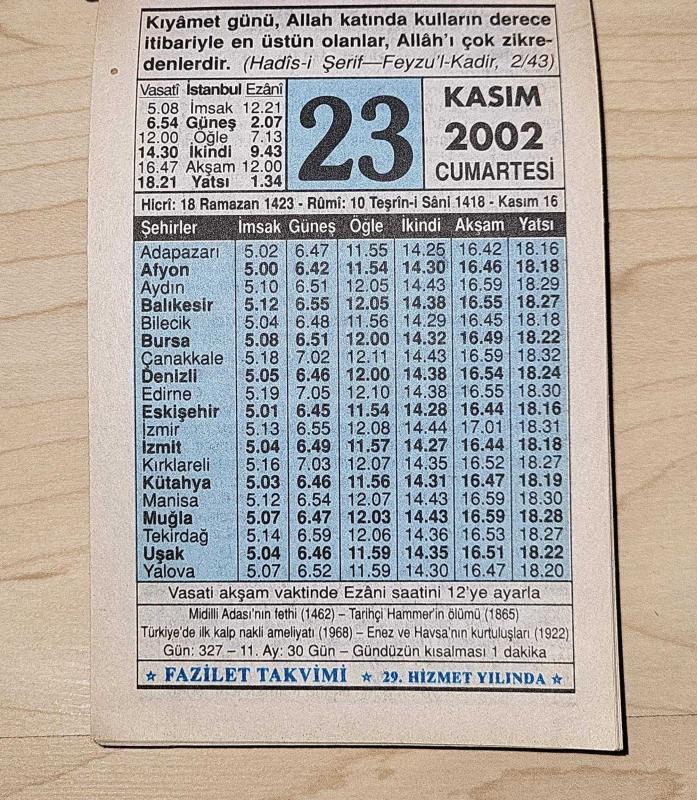 Kıyâmet günü, Allah katında kulların derece
itibariyle en üstün olanlar, Allâh'ı çok zikre-
denlerdir. (Hadîs-i Şerif—Feyzu'l-Kadir, 2/43)
Vasatî İstanbul Ezânî
5.08 İmsak 12.21
6.54 Güneş 2.07
12.00 Öğle 7.13
14.30 İkindi 9.43
16.47 Akşam 12.00
18.21 Yatsı 1.34
23
KASIM
2002
CUMARTESİ
Hicrî: 18 Ramazan 1423 - Rûmî: 10 Teşrîn-i Sâni 1418 - Kasım 16
Şehirler İmsak Güneş Öğle İkindi Akşam Yatsı
Adapazarı 5.02 6.47 11.55 14.25 16.42 18.16
Afyon 5.00 6.42 11.54 14.30 16.46 18.18
Aydın 5.10 6.51 12.05 14.43 16.59 18.29
Balıkesir 5.12 6.55 12.05 14.38 16.55 18.27
Bilecik 5.04 6.48 11.56 14.29 16.45 18.18
Bursa 5.08 6.51 12.00 14.32 16.49 18.22
Çanakkale 5.18 7.02 12.11 14.43 16.59 18.32
Denizli 5.05 6.46 12.00 14.38 16.54 18.24
Edirne 5.19 7.05 12.10 14.38 16.55 18.30
Eskişehir 5.01 6.45 11.54 14.28 16.44 18.16
İzmir 5.13 6.55 12.08 14.44 17.01 18.31
İzmit 5.04 6.49 11.57 14.27 16.44 18.18
Kırklareli 5.16 7.03 12.07 14.35 16.52 18.27
Kütahya 5.03 6.46 11.56 14.31 16.47 18.19
Manisa 5.12 6.54 12.07 14.43 16.59 18.30
Muğla 5.07 6.47 12.03 14.43 16.59 18.28
Tekirdağ 5.14 6.59 12.06 14.36 16.53 18.27
Uşak 5.04 6.46 11.59 14.35 16.51 18.22
Yalova 5.07 6.52 11.59 14.30 16.47 18.20
Vasati akşam vaktinde Ezâni saatini 12'ye ayarla
Midilli Adası'nın fethi (1462) – Tarihçi Hammer'in ölümü (1865)
Türkiye'de ilk kalp nakli ameliyatı (1968) – Enez ve Havsa'nın kurtuluşları (1922)
Gün: 327 – 11. Ay: 30 Gün – Gündüzün kısalması 1 dakika
☆ FAZİLET TAKVİMİ ☆ 29. HİZMET YILINDA ☆